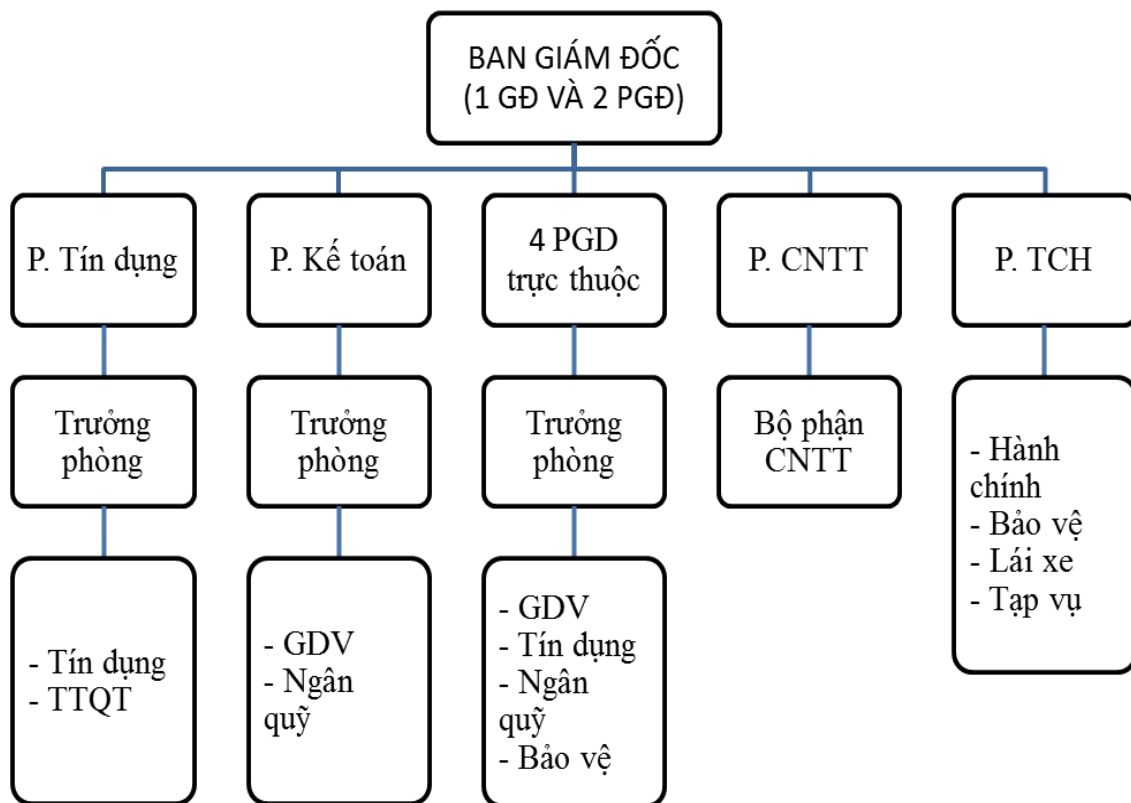 BAN GIÁM ĐỐC
(1 GĐ VÀ 2 PGĐ)
P. Tín dụng
P. Kế toán
4 PGD
trực thuộc
P. CNTT
P. TCH
Trưởng
phòng
Trưởng
phòng
Trưởng
phòng
Bộ phận
CNTT
- Hành
chính
- Bảo vệ
- Lái xe
- Tạp vụ
- Tín dụng
- TTQT
- GDV
- Ngân
quỹ
- GDV
- Tín dụng
- Ngân
quỹ
- Bảo vệ